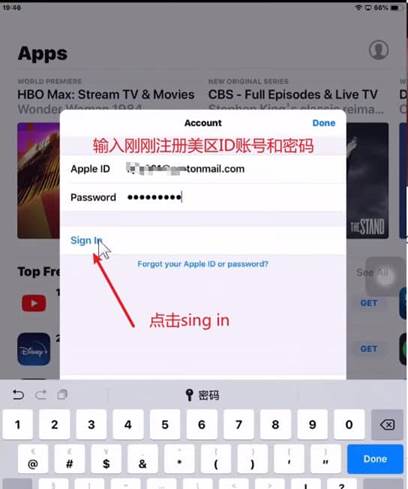 19:46
66%
Apps
WORLD PREMIERE
HBO Max: Stream TV & Movies
Wonder Woman 1984
NEW ORIGINAL SERIES
CBS - Full Episodes & Live TV
Stephen King's classic reima...
Account
Done
输入刚刚注册美区ID账号和密码
Apple ID
tonmail.com
Password
Sign In
Forgot your Apple ID or password?
点击sing in
THE STAND
Top Fre
See All
GET
Disney+
GET
密码
1 2 3 4 5 6 7 8 9 0
@ # $ & * ( ) ' "
Done